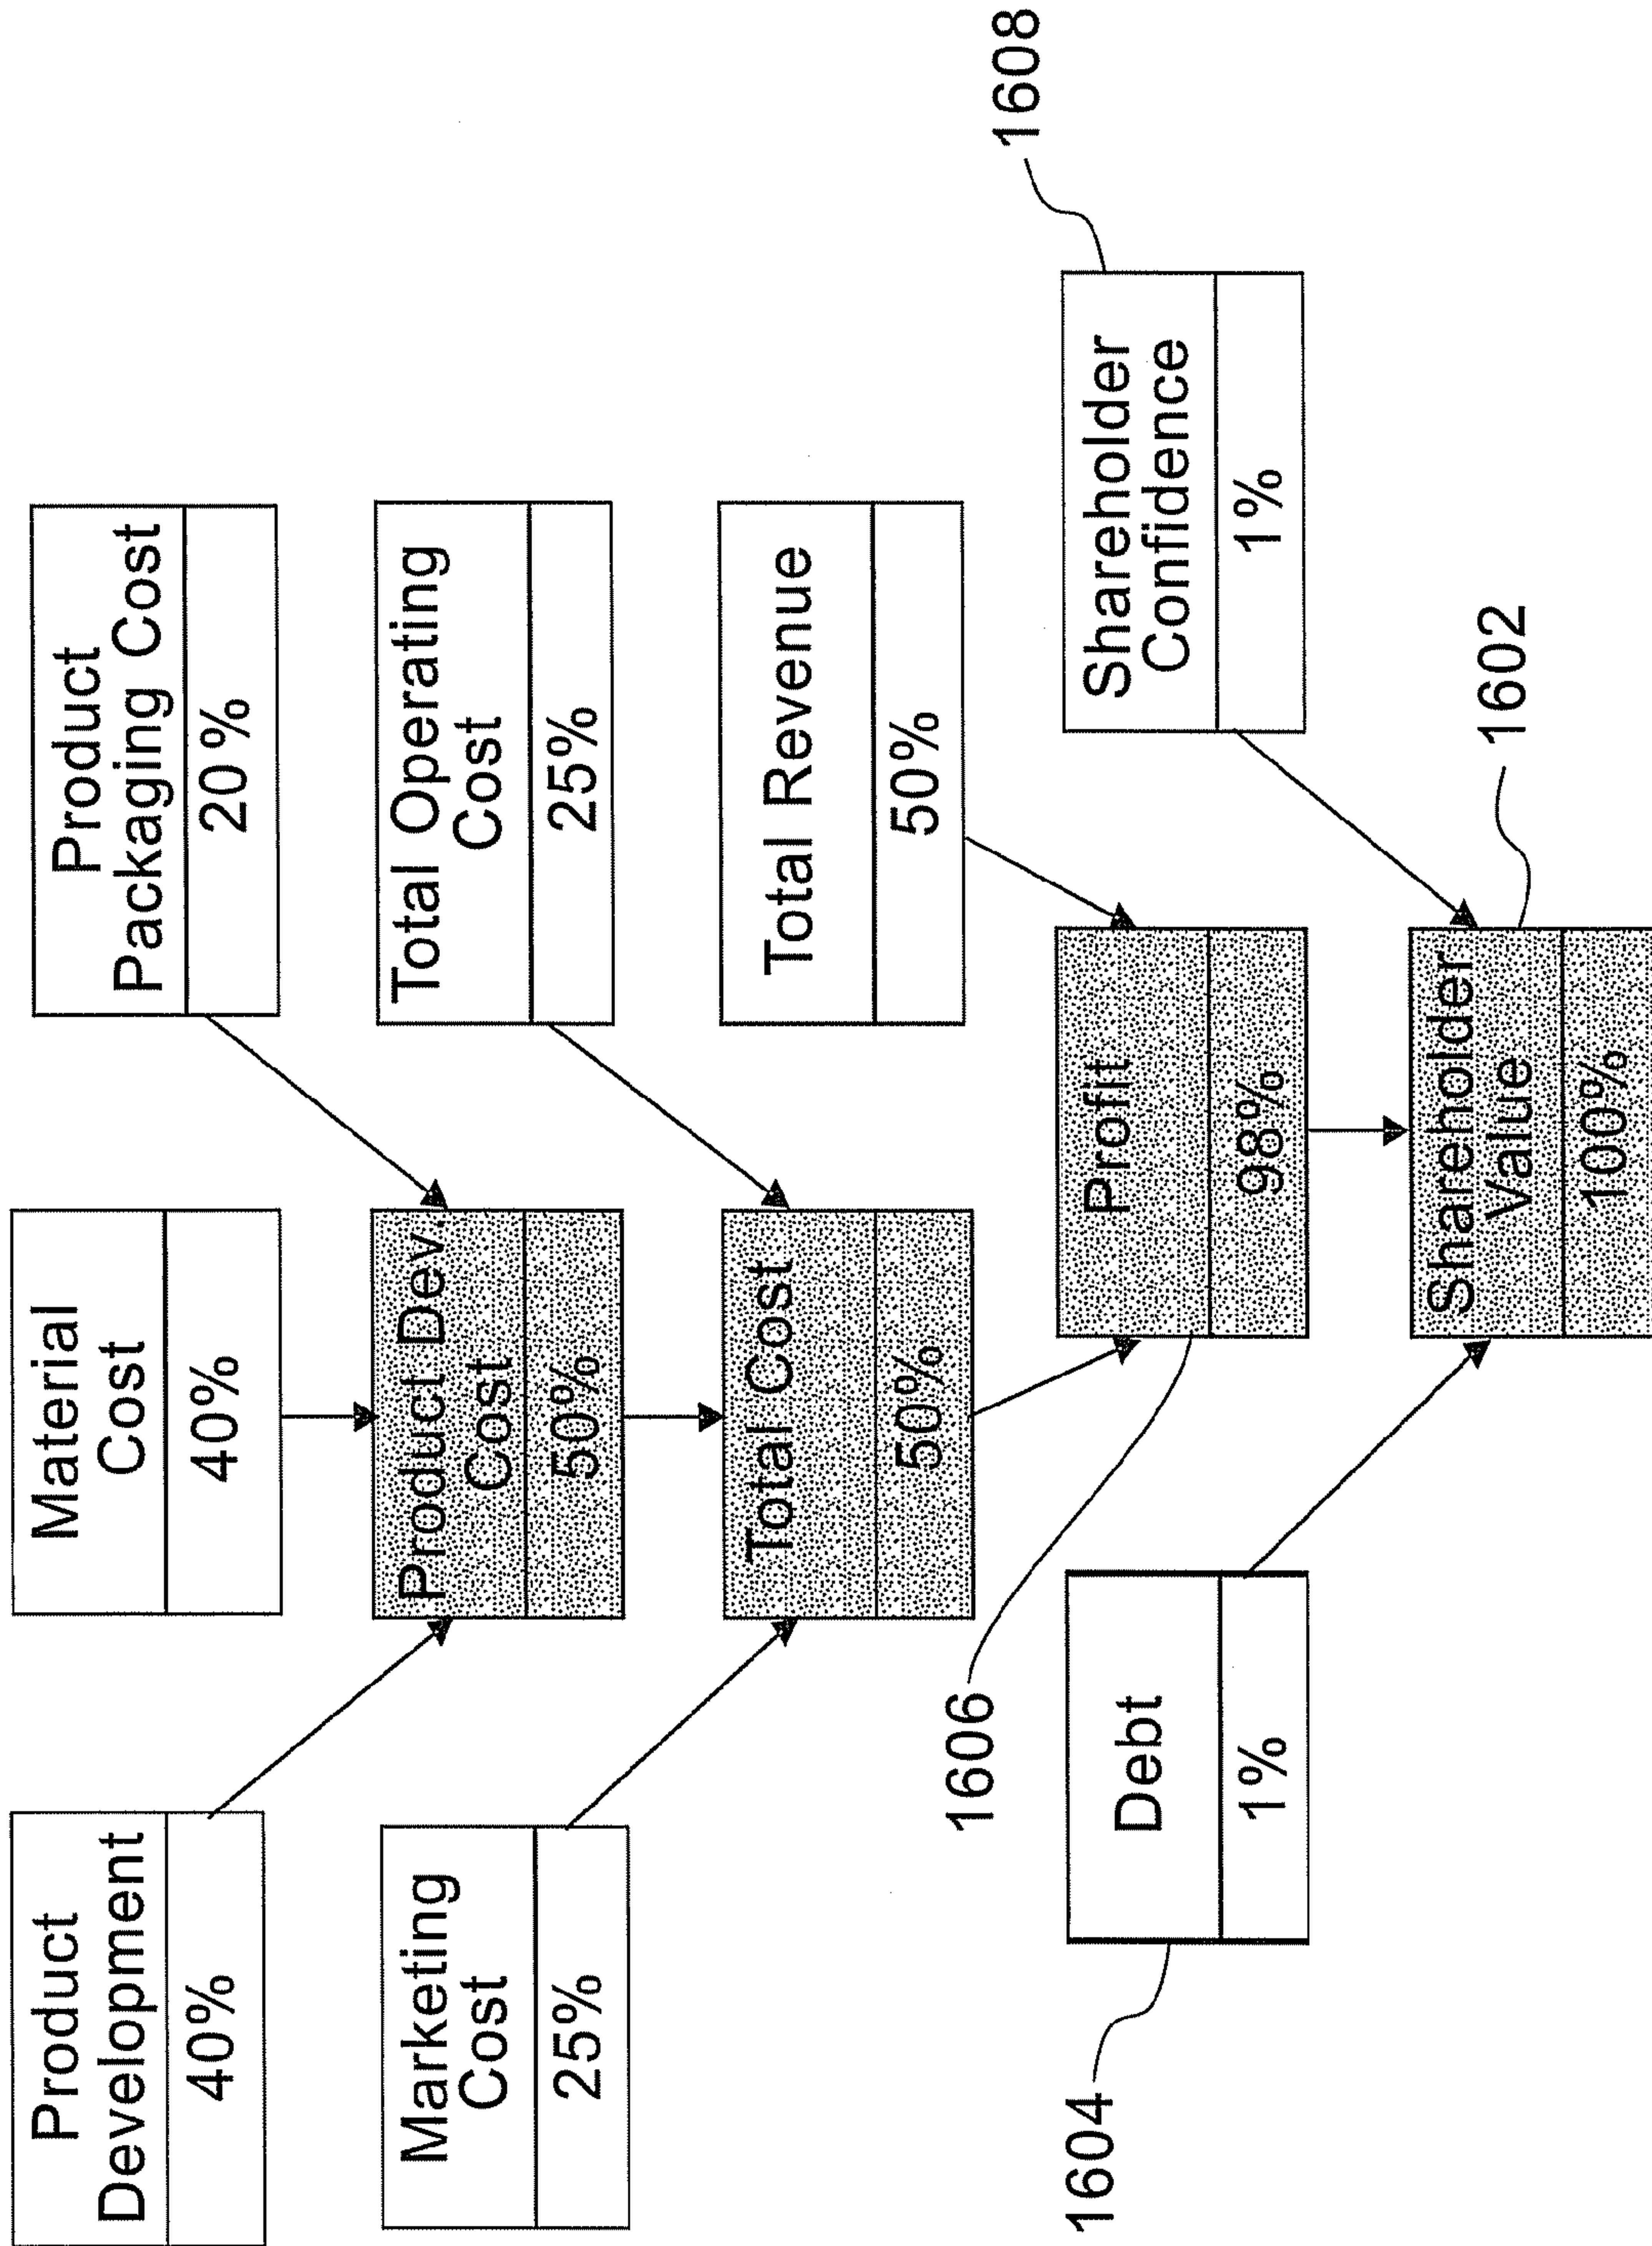 Product
Development
40%
Material
Cost
40%
Product
Packaging Cost
20%
Marketing
Cost
25%
Product Dev.
Cost
50%
Total Operating
Cost
25%
Total Cost
50%
Total Revenue
50%
1606
1604
Debt
1%
Profit
98%
Shareholder
Confidence
1%
1608
Shareholder
Value
100%
1602